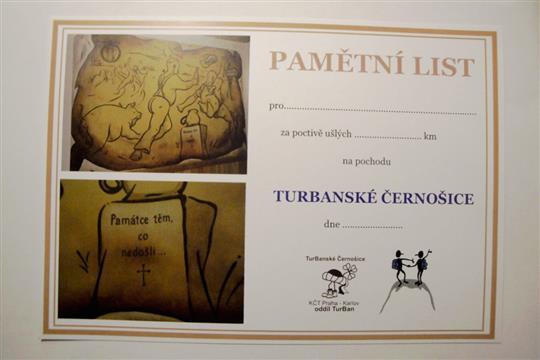 PAMĚTNÍ LIST
pro..............................................................................
za poctivě ušlých ........................... km
na pochodu
TURBANSKÉ ČERNOŠICE
dne ........................
Památce těm,
co
nedošli...
TurBanské Černošice
KČT Praha - Karlov
oddíl TurBan